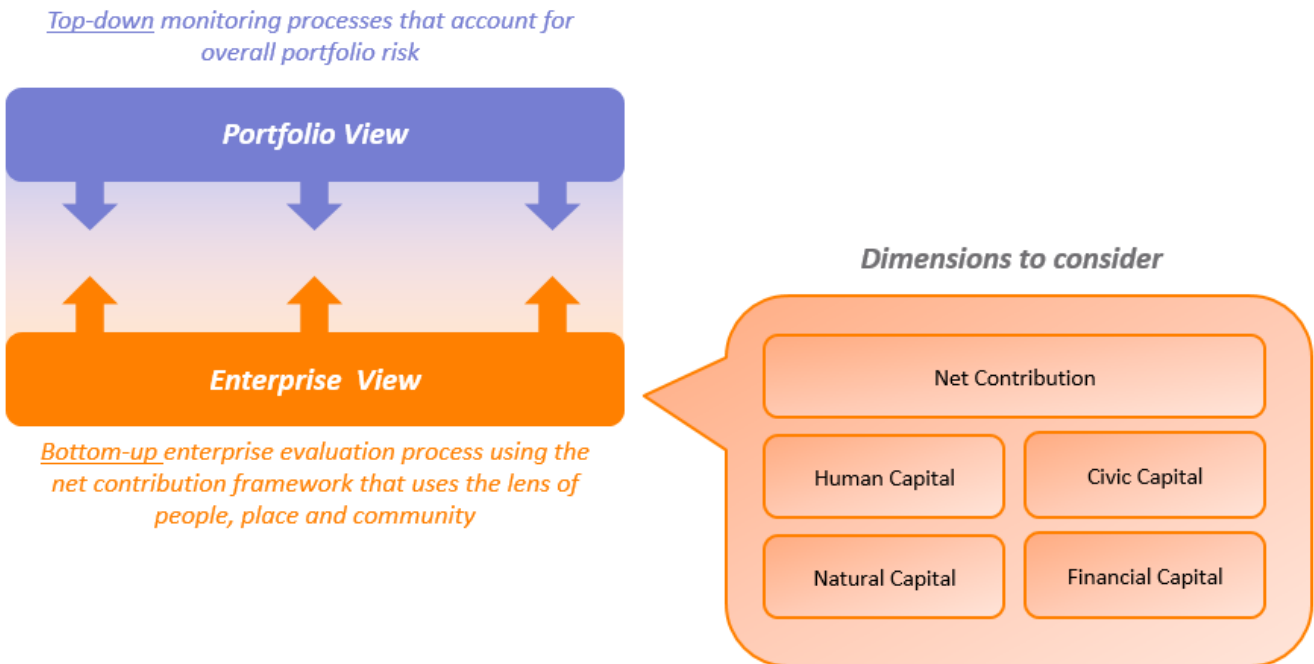 Top-down monitoring processes that account for
overall portfolio risk
Portfolio View
Enterprise View
Bottom-up enterprise evaluation process using the
net contribution framework that uses the lens of
people, place and community
Dimensions to consider
Net Contribution
Human Capital
Civic Capital
Natural Capital
Financial Capital